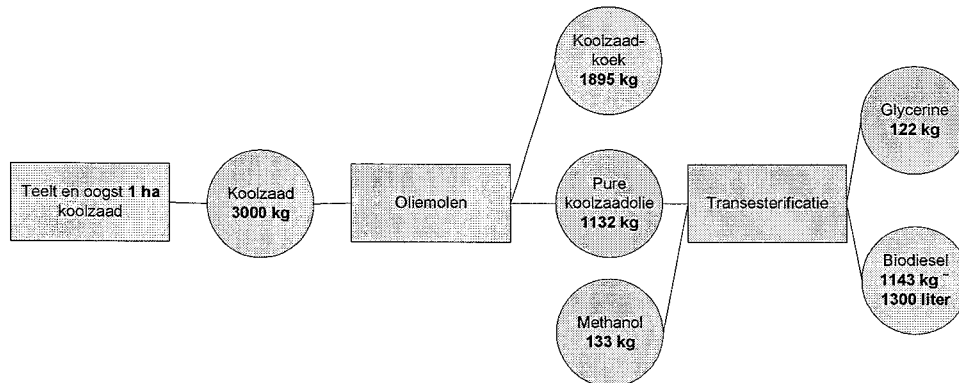 Koolzaad-
koek
1895 kg
Glycerine
122 kg
Teelt en oogst 1 ha
koolzaad
Koolzaad
3000 kg
Oliemolen
Pure
koolzaadolie
1132 kg
Transesterificatie
Biodiesel
1143 kg ~
1300 liter
Methanol
133 kg